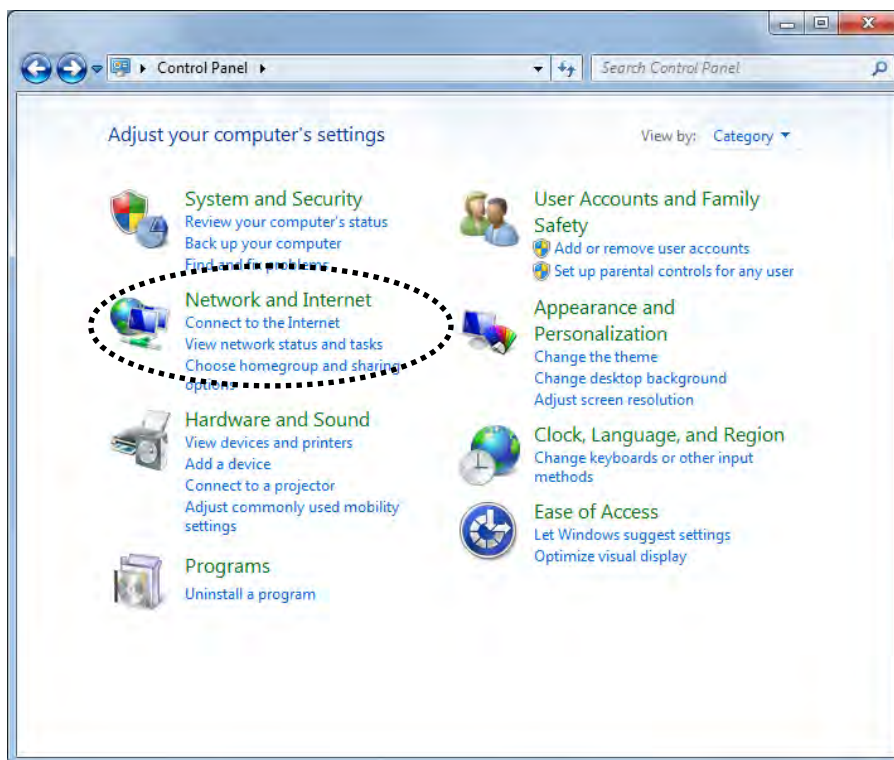 Control Panel
Search Control Panel
Adjust your computer's settings
View by: Category
System and Security
Review your computer's status
Back up your computer
Find and fix problems
Network and Internet
Connect to the Internet
View network status and tasks
Choose homegroup and sharing
options
Hardware and Sound
View devices and printers
Add a device
Connect to a projector
Adjust commonly used mobility
settings
Programs
Uninstall a program
User Accounts and Family
Safety
Add or remove user accounts
Set up parental controls for any user
Appearance and
Personalization
Change the theme
Change desktop background
Adjust screen resolution
Clock, Language, and Region
Change keyboards or other input
methods
Ease of Access
Let Windows suggest settings
Optimize visual display